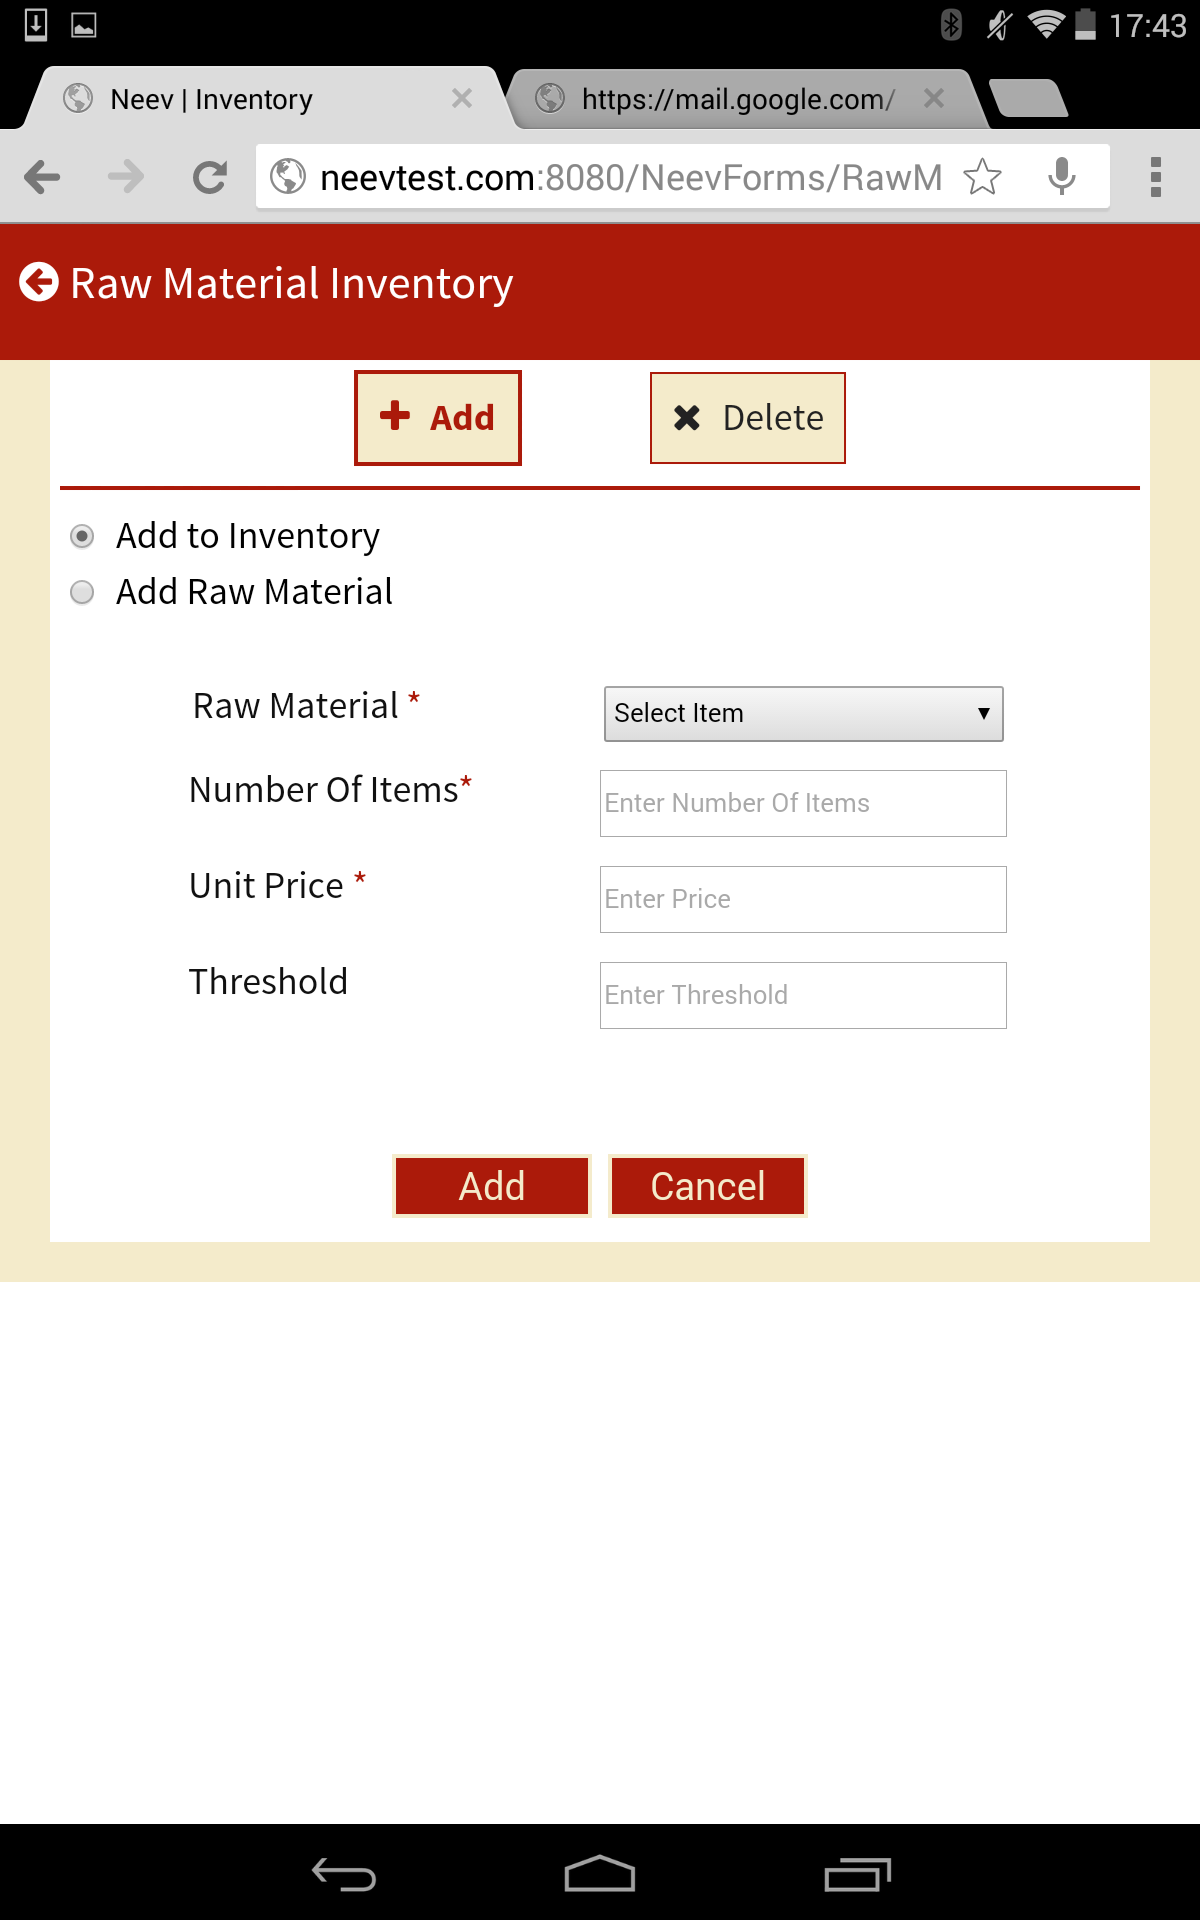 17:43
Neev | Inventory
https://mail.google.com/
neevtest.com:8080/NeevForms/RawM
Raw Material Inventory
Add
Delete
Add to Inventory
Add Raw Material
Raw Material *
Select Item
Number Of Items*
Enter Number Of Items
Unit Price *
Enter Price
Threshold
Enter Threshold
Add
Cancel